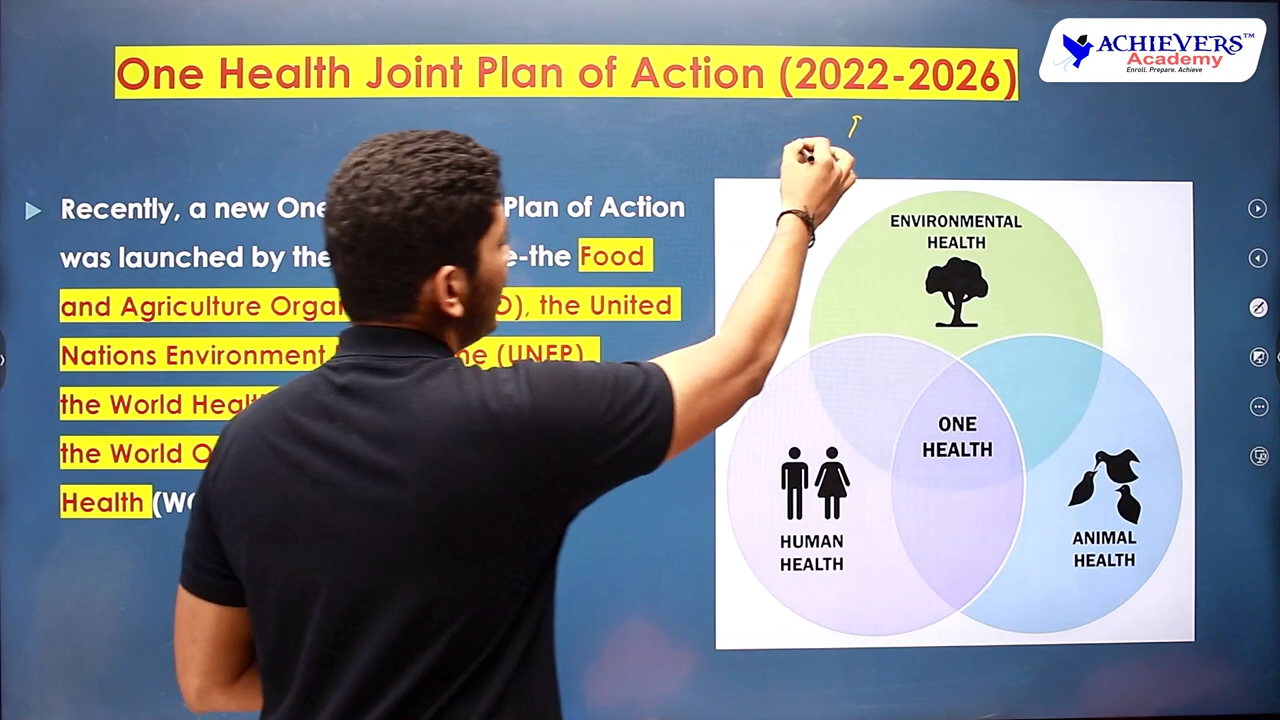 One Health Joint Plan of Action (2022-2026)
ACHIEVERS™
Academy
Enroll. Prepare. Achieve
Recently, a new One Plan of Action
was launched by the -the Food
and Agriculture the United
Nations Environment (UNEP)
the World
the World
Health
ENVIRONMENTAL
HEALTH
ONE
HEALTH
HUMAN
HEALTH
ANIMAL
HEALTH